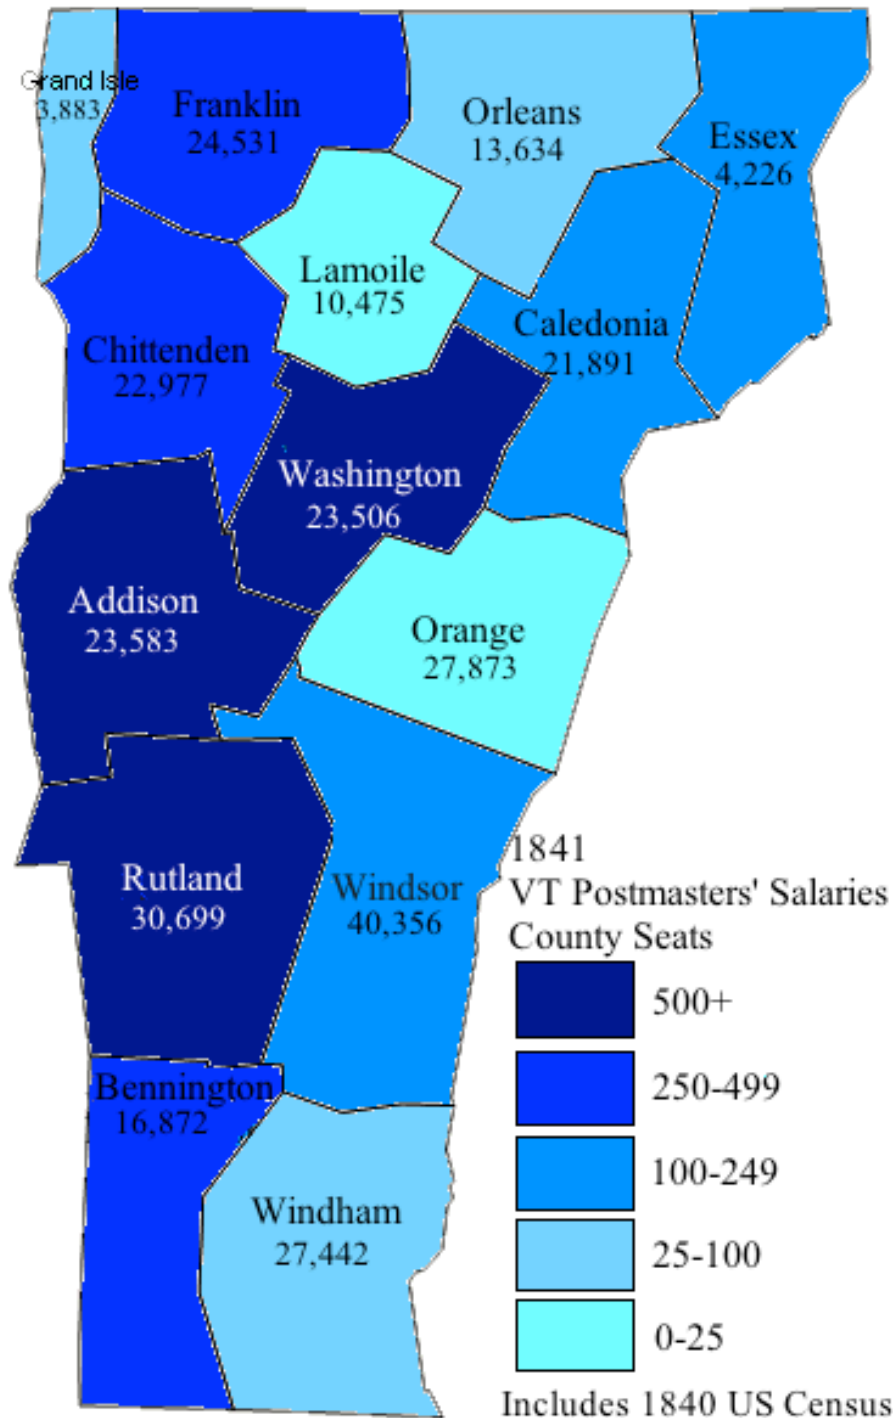 Grand Isle
3,883
Franklin
24,531
Orleans
13,634
Essex
4,226
Lamoile
10,475
Caledonia
21,891
Chittenden
22,977
Washington
23,506
Addison
23,583
Orange
27,873
Rutland
30,699
Windsor
40,356
Bennington
16,872
Windham
27,442
1841
VT Postmasters' Salaries
County Seats
500+
250-499
100-249
25-100
0-25
Includes 1840 US Census